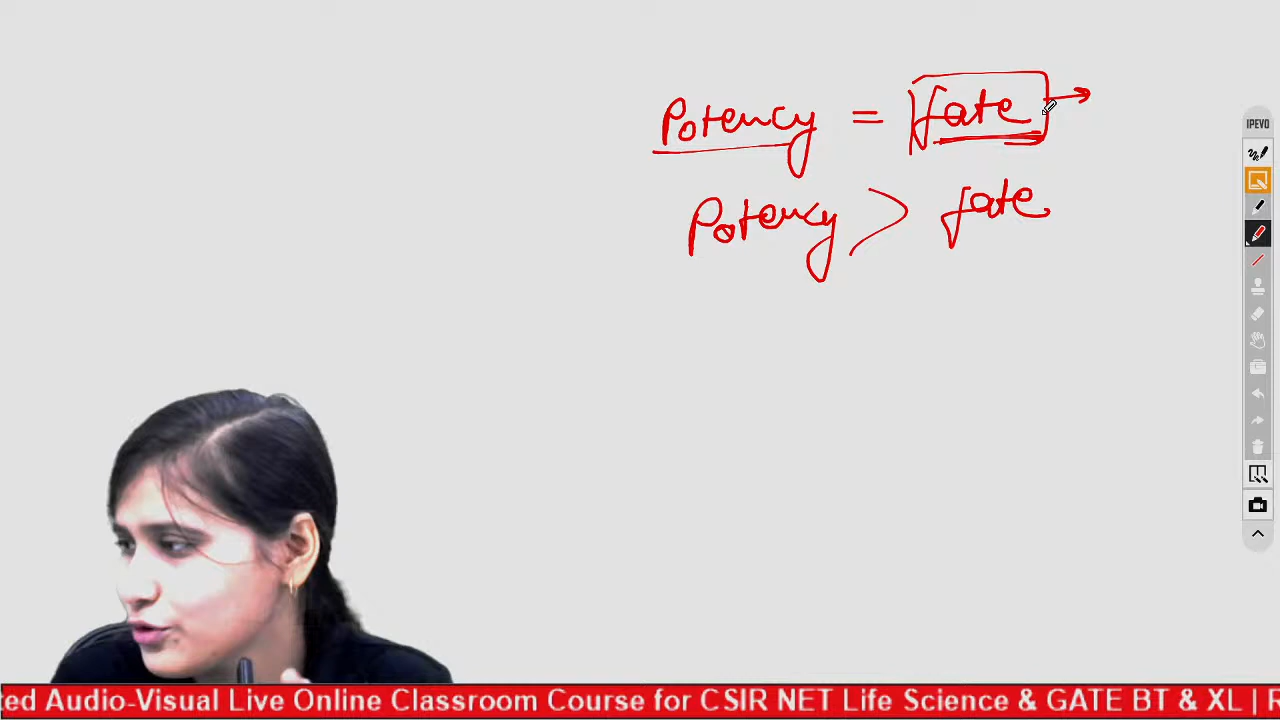 Potency = fate →
Potency > fate
IPEVO
ted Audio-Visual Live Online Classroom Course for CSIR NET Life Science & GATE BT & XL | R